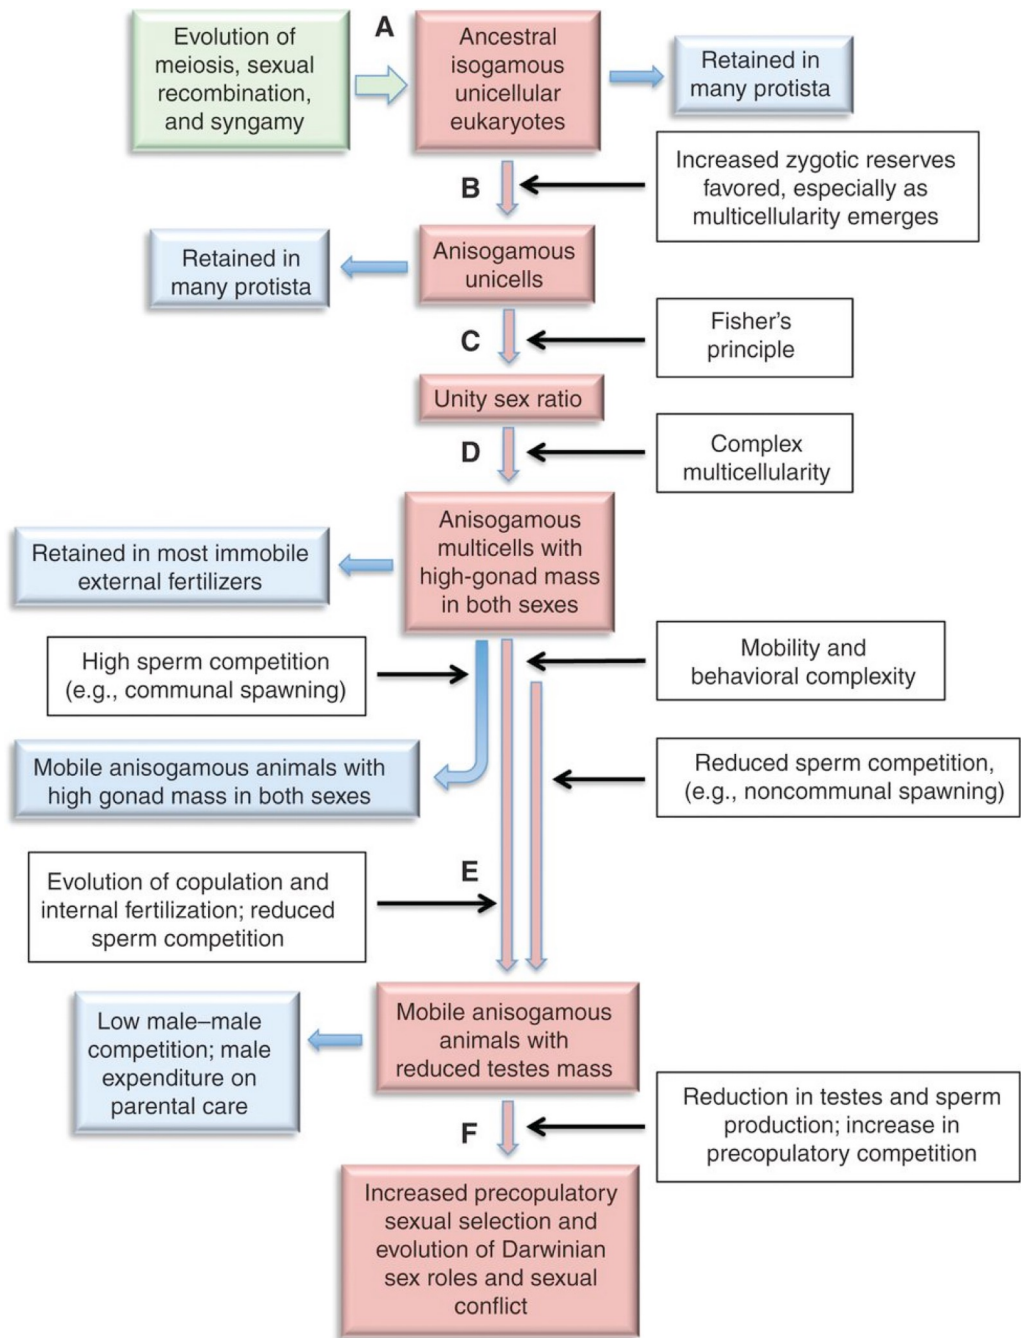 Evolution of
meiosis, sexual
recombination,
and syngamy
A
Ancestral
isogamous
unicellular
eukaryotes
Retained in
many protista
B
Increased zygotic reserves
favored, especially as
multicellularity emerges
Retained in
many protista
Anisogamous
unicells
C
Fisher’s
principle
Unity sex ratio
D
Complex
multicellularity
Anisogamous
multicells with
high-gonad mass
in both sexes
Retained in most immobile
external fertilizers
High sperm competition
(e.g., communal spawning)
Mobility and
behavioral complexity
Mobile anisogamous animals with
high gonad mass in both sexes
Reduced sperm competition,
(e.g., noncommunal spawning)
E
Evolution of copulation and
internal fertilization; reduced
sperm competition
Mobile anisogamous
animals with
reduced testes mass
Low male–male
competition; male
expenditure on
parental care
F
Reduction in testes and sperm
production; increase in
precopulatory competition
Increased precopulatory
sexual selection and
evolution of Darwinian
sex roles and sexual
conflict